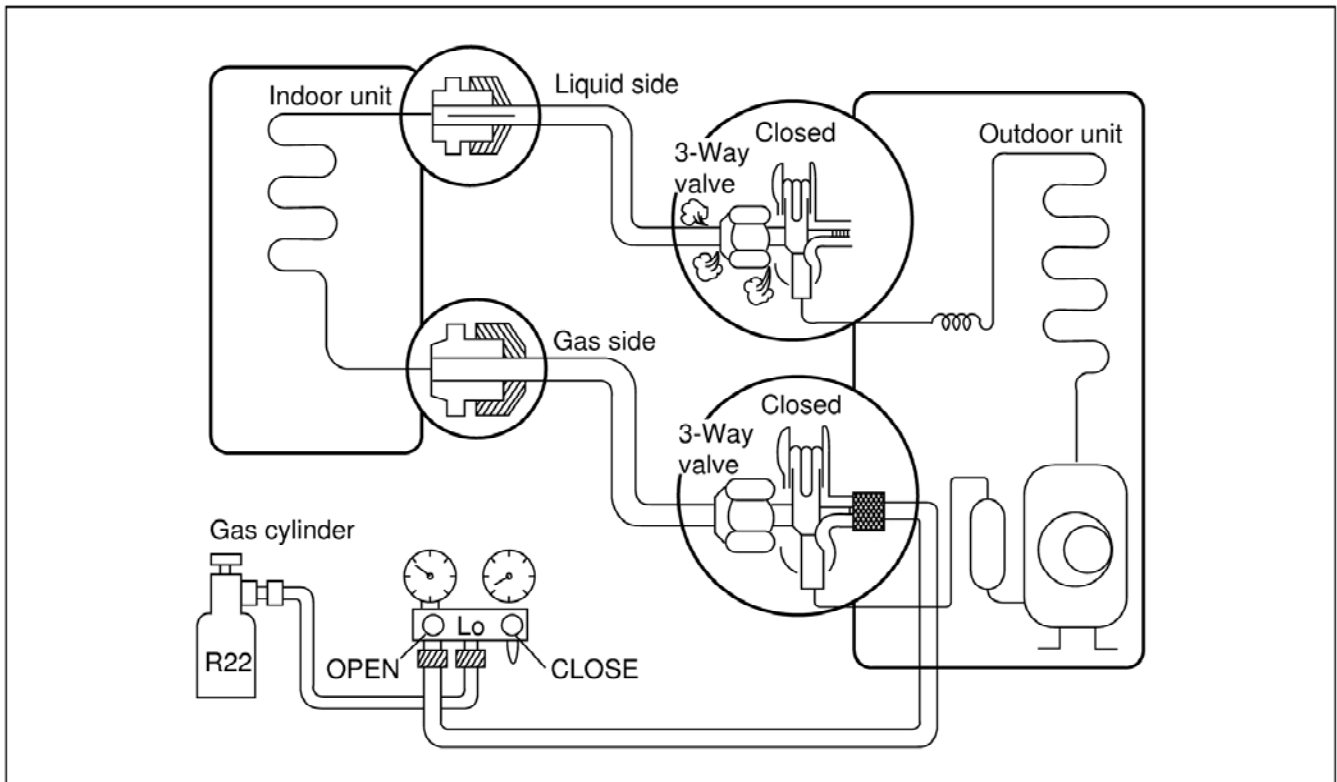 Indoor unit
Liquid side
Closed
3-Way
valve
Outdoor unit
Gas side
Closed
3-Way
valve
Gas cylinder
R22
Lo
OPEN
CLOSE